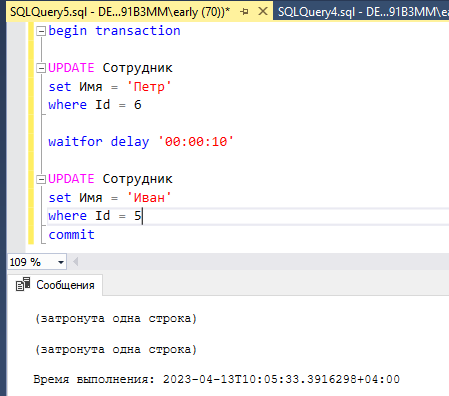 SQLQuery5.sql - DE...91B3MM\early (70))* SQLQuery4.sql - DE...91B3MM\ea
begin transaction
UPDATE Сотрудник
set Имя = 'Петр'
where Id = 6
waitfor delay '00:00:10'
UPDATE Сотрудник
set Имя = 'Иван'
where Id = 5
commit
109 %
Сообщения
(затронута одна строка)
(затронута одна строка)
Время выполнения: 2023-04-13T10:05:33.3916298+04:00